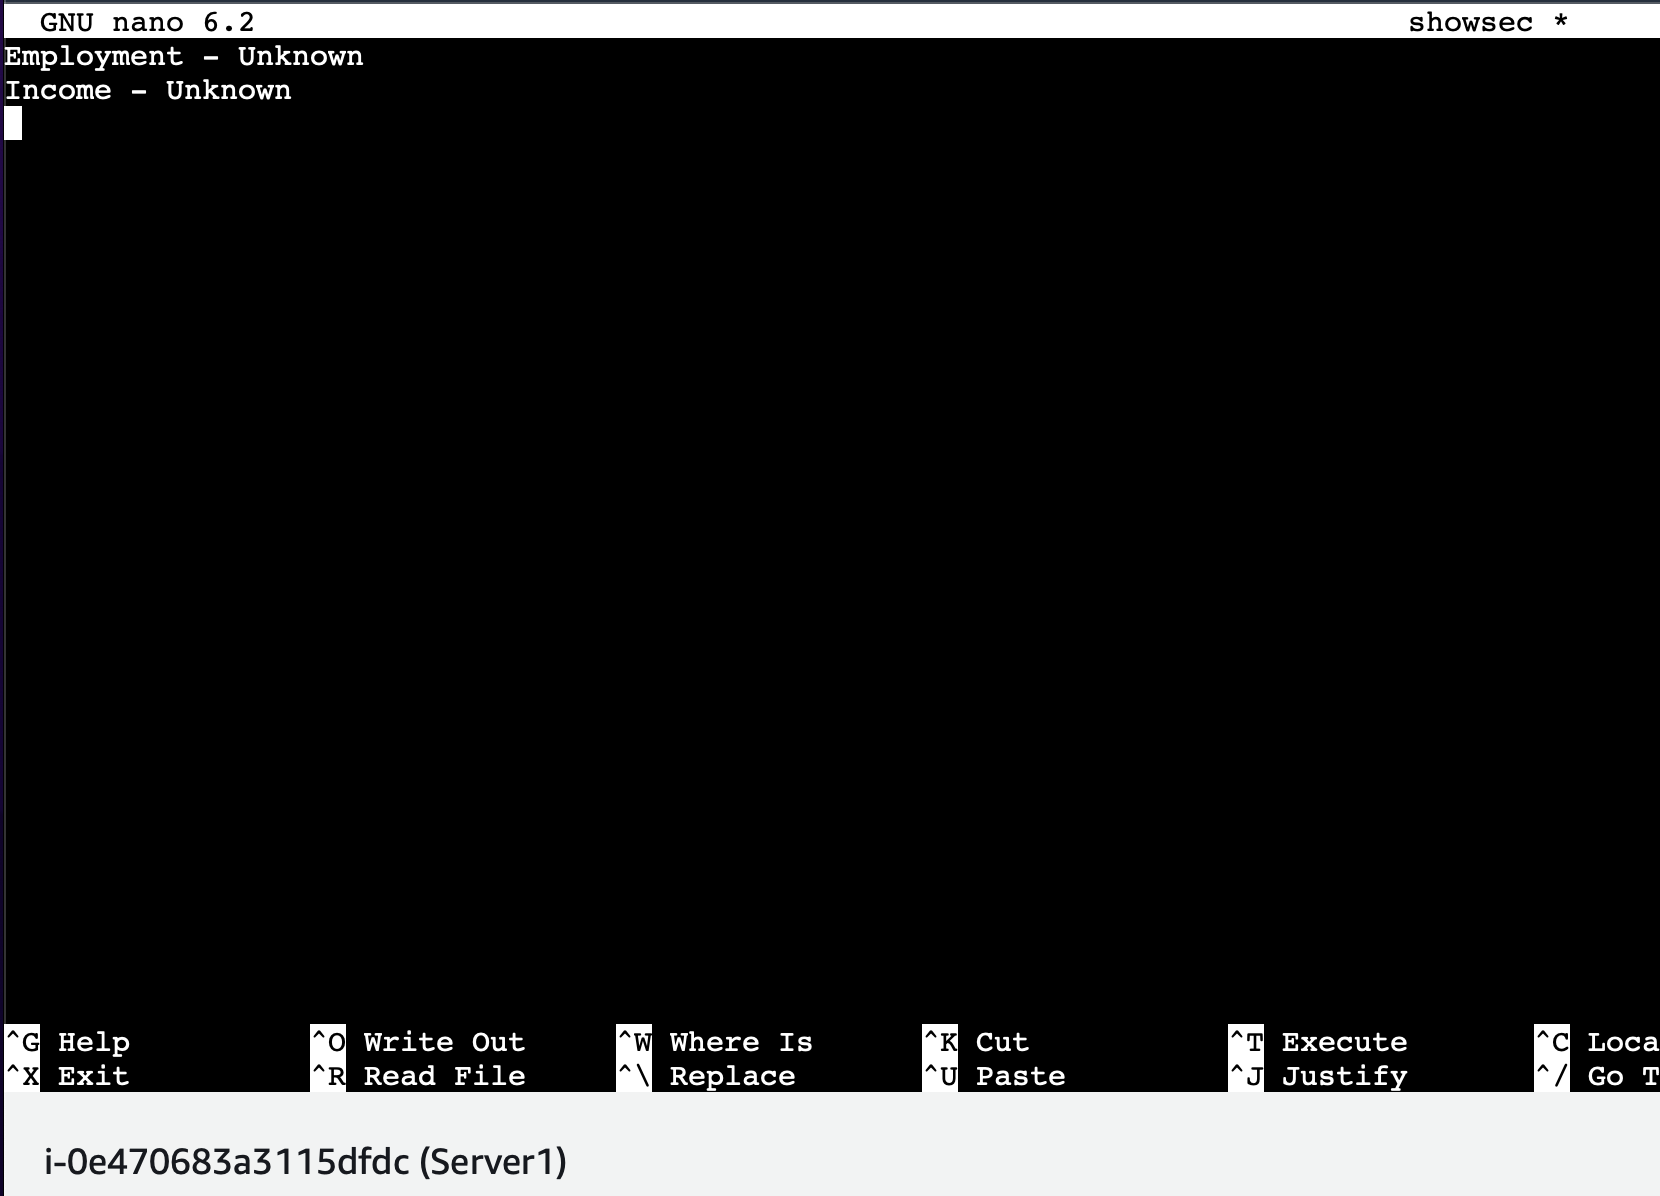 GNU nano 6.2 showsec *
Employment - Unknown
Income - Unknown
^G Help ^O Write Out ^W Where Is ^K Cut ^T Execute ^C Loca
^X Exit ^R Read File ^\ Replace ^U Paste ^J Justify ^/ Go T
i-0e470683a3115dfdc (Server1)